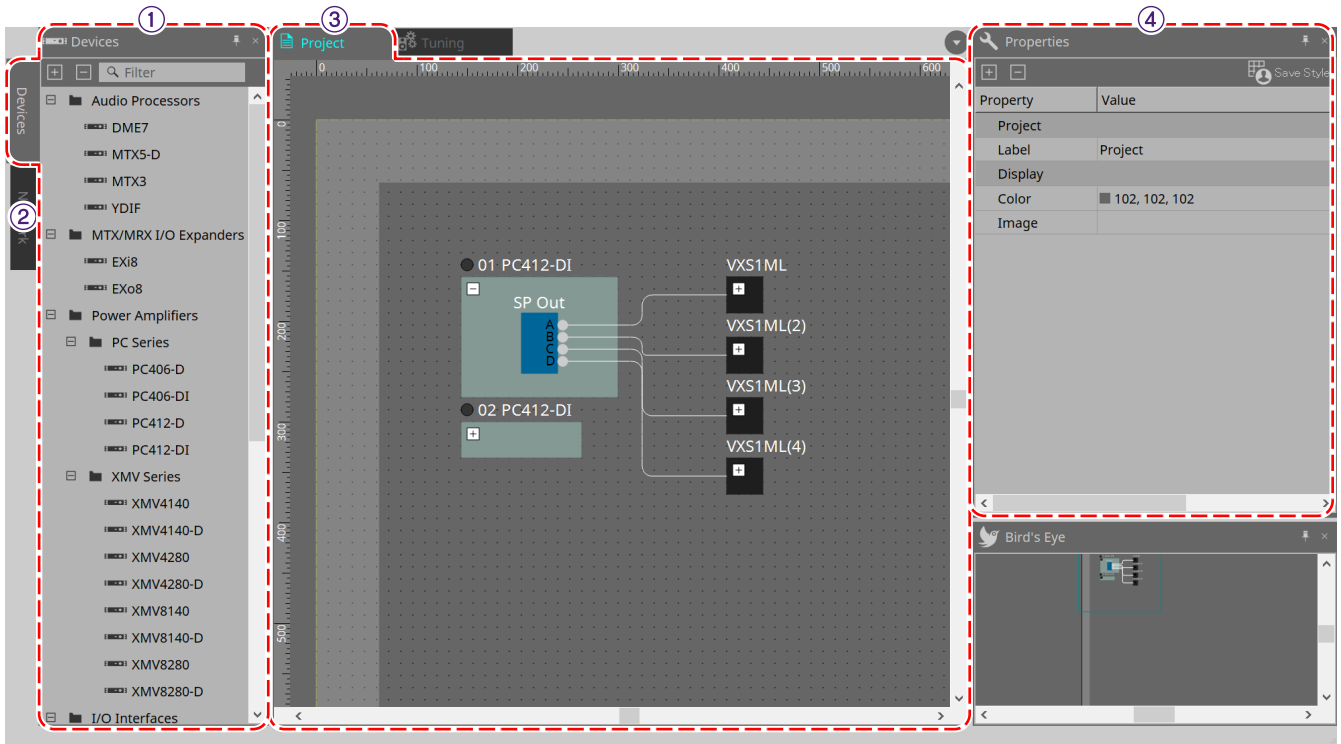 ①
③
④
Devices
Filter
Devices
②
Audio Processors
DME7
MTX5-D
MTX3
YDIF
MTX/MRX I/O Expanders
EXi8
EXo8
Power Amplifiers
PC Series
PC406-D
PC406-DI
PC412-D
PC412-DI
XMV Series
XMV4140
XMV4140-D
XMV4280
XMV4280-D
XMV8140
XMV8140-D
XMV8280
XMV8280-D
I/O Interfaces
Project
Tuning
0 100 200 300 400 500 600
0
100
200
300
400
500
01 PC412-DI
SP Out
A
B
C
D
02 PC412-DI
VXS1ML
VXS1ML(2)
VXS1ML(3)
VXS1ML(4)
Properties
Save Style
Property Value
Project
Label Project
Display
Color 102, 102, 102
Image
Bird's Eye